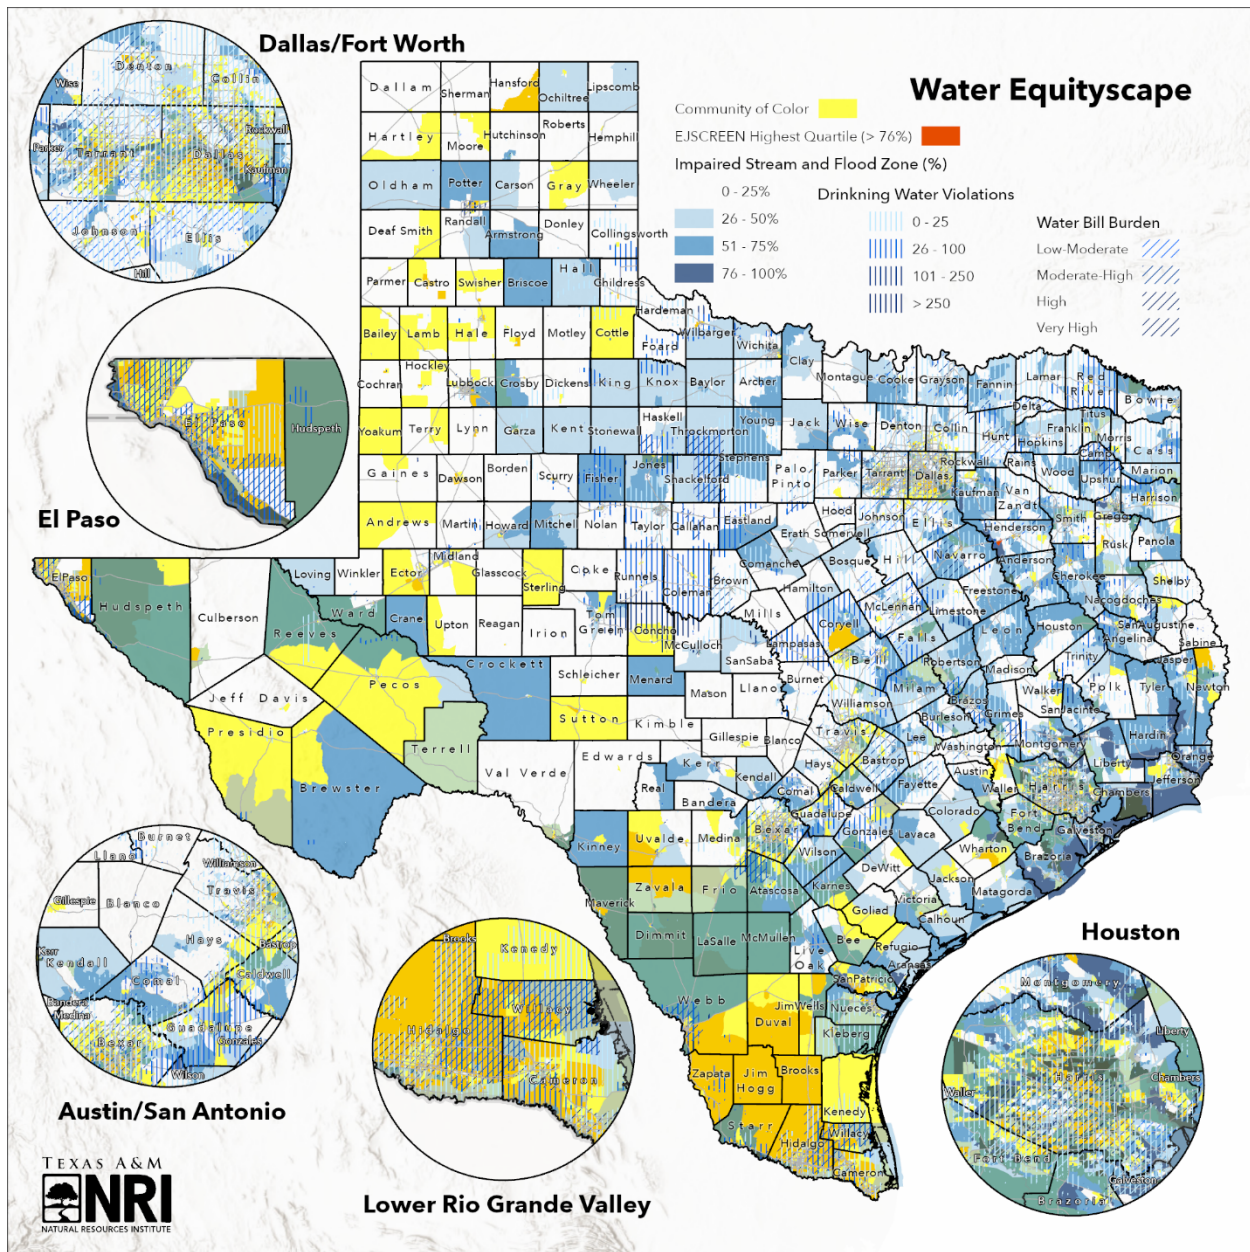 Dallas/Fort Worth
Water Equityscape
Community of Color
EJSCREEN Highest Quartile (> 76%)
Impaired Stream and Flood Zone (%)
0 - 25%
26 - 50%
51 - 75%
76 - 100%
Drinkning Water Violations
0 - 25
26 - 100
101 - 250
> 250
Water Bill Burden
Low-Moderate
Moderate-High
High
Very High
Wise
Denton
Collin
Parker
Tarrant
Dallas
Rockwall
Kaufman
Johnson
Ellis
Hill
El Paso
Hudspeth
El Paso
Dallam
Sherman
Hansford
Ochiltree
Lipscomb
Hartley
Moore
Hutchinson
Roberts
Hemphill
Oldham
Potter
Carson
Gray
Wheeler
Deaf Smith
Randall
Armstrong
Donley
Collingsworth
Parmer
Castro
Swisher
Briscoe
Hall
Childress
Bailey
Lamb
Hale
Floyd
Motley
Cottle
Hardeman
Foard
Wilbarger
Wichita
Clay
Cochran
Hockley
Lubbock
Crosby
Dickens
King
Knox
Baylor
Archer
Montague
Cooke
Grayson
Fannin
Lamar
Red River
Bowie
Yoakum
Terry
Lynn
Garza
Kent
Stonewall
Haskell
Throckmorton
Young
Jack
Wise
Denton
Collin
Hunt
Delta
Hopkins
Franklin
Titus
Morris
Cass
Camp
Marion
Gaines
Dawson
Borden
Scurry
Fisher
Jones
Shackelford
Stephens
Palo Pinto
Parker
Tarrant
Dallas
Rockwall
Kaufman
Rains
Van Zandt
Wood
Upshur
Harrison
Andrews
Martin
Howard
Mitchel
Nolan
Taylor
Callahan
Eastland
Erath
Hood
Somervell
Johnson
Ellis
Henderson
Smith
Gregg
Rusk
Panola
ElPaso
Hudspeth
Culberson
Loving
Winkler
Ector
Midland
Glasscock
Sterling
Coke
Runnels
Coleman
Brown
Comanche
Hamilton
Bosque
Hill
Navarro
Freestone
Anderson
Cherokee
Nacogdoches
Shelby
Reeves
Ward
Crane
Upton
Reagan
Irion
Tom Green
Concho
McCulloch
SanSaba
Mills
Lampasas
Coryell
McLennan
Limestone
Falls
Leon
Houston
Angelina
SanAugustine
Sabine
Jeff Davis
Pecos
Crockett
Schleicher
Menard
Mason
Llano
Burnet
Bell
Milam
Robertson
Madison
Trinity
Polk
Tyler
Jasper
Newton
Presidio
Brewster
Terrell
Sutton
Kimble
Gillespie
Blanco
Williamson
Travis
Lee
Burleson
Brazos
Grimes
Walker
SanJacinto
Hardin
Orange
Val Verde
Edwards
Real
Kerr
Kendall
Bandera
Comal
Hays
Caldwell
Bastrop
Fayette
Washington
Austin
Waller
Montgomery
Harris
Liberty
Jefferson
Chambers
Kinney
Uvalde
Medina
Bexar
Guadalupe
Gonzales
Lavaca
Colorado
Fort Bend
Galveston
Brazoria
Wharton
Maverick
Zavala
Frio
Atascosa
Wilson
Karnes
DeWitt
Victoria
Jackson
Matagorda
Calhoun
Dimmit
LaSalle
McMullen
Live Oak
Bee
Goliad
Refugio
Aransas
SanPatricio
Webb
Duval
JimWells
Nueces
Kleberg
Zapata
Jim Hogg
Brooks
Kenedy
Starr
Hidalgo
Willacy
Cameron
Burnet
Llano
Williamson
Travis
Gillespie
Blanco
Hays
Bastrop
Kerr
Kendall
Comal
Caldwell
Bandera
Medina
Guadalupe
Gonzales
Bexar
Wilson
Austin/San Antonio
Brooks
Kenedy
Willacy
Hidalgo
Cameron
Lower Rio Grande Valley
Houston
Montgomery
Liberty
Harris
Chambers
Waller
Fort Bend
Galveston
Brazoria
TEXAS A&M
NRI
NATURAL RESOURCES INSTITUTE